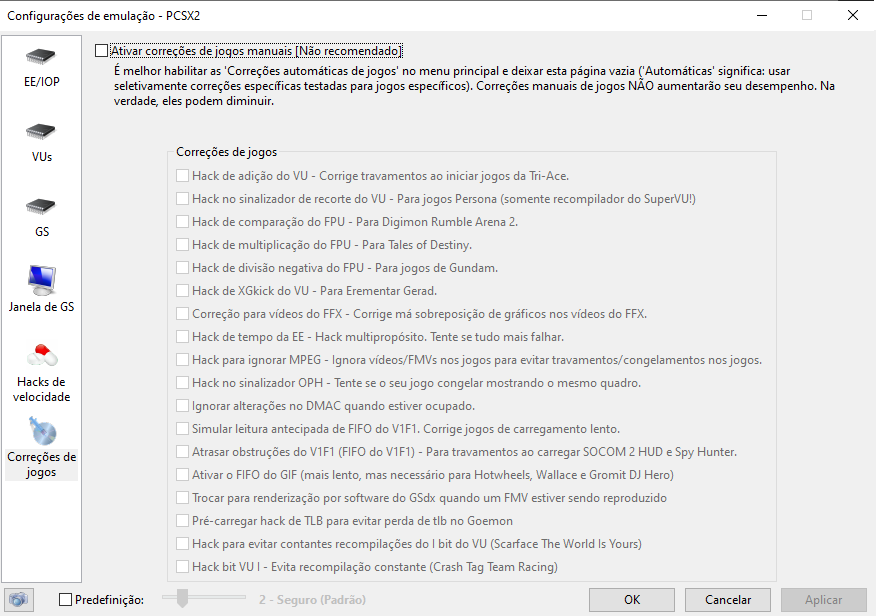 Configurações de emulação - PCSX2
EE/IOP
VUs
GS
Janela de GS
Hacks de
velocidade
Correções de
jogos
Ativar correções de jogos manuais [Não recomendado]
É melhor habilitar as 'Correções automáticas de jogos' no menu principal e deixar esta página vazia ('Automáticas' significa: usar
seletivamente correções específicas testadas para jogos específicos). Correções manuais de jogos NÃO aumentarão seu desempenho. Na
verdade, eles podem diminuir.
Correções de jogos
Hack de adição do VU - Corrige travamentos ao iniciar jogos da Tri-Ace.
Hack no sinalizador de recorte do VU - Para jogos Persona (somente recompilador do SuperVU!)
Hack de comparação do FPU - Para Digimon Rumble Arena 2.
Hack de multiplicação do FPU - Para Tales of Destiny.
Hack de divisão negativa do FPU - Para jogos de Gundam.
Hack de XGkick do VU - Para Erementar Gerad.
Correção para vídeos do FFX - Corrige má sobreposição de gráficos nos vídeos do FFX.
Hack de tempo da EE - Hack multipropósito. Tente se tudo mais falhar.
Hack para ignorar MPEG - Ignora vídeos/FMVs nos jogos para evitar travamentos/congelamentos nos jogos.
Hack no sinalizador OPH - Tente se o seu jogo congelar mostrando o mesmo quadro.
Ignorar alterações no DMAC quando estiver ocupado.
Simular leitura antecipada de FIFO do V1F1. Corrige jogos de carregamento lento.
Atrasar obstruções do V1F1 (FIFO do V1F1) - Para travamentos ao carregar SOCOM 2 HUD e Spy Hunter.
Ativar o FIFO do GIF (mais lento, mas necessário para Hotwheels, Wallace e Gromit DJ Hero)
Trocar para renderização por software do GSdx quando um FMV estiver sendo reproduzido
Pré-carregar hack de TLB para evitar perda de tlb no Goemon
Hack para evitar contantes recompilações do I bit do VU (Scarface The World Is Yours)
Hack bit VU I - Evita recompilação constante (Crash Tag Team Racing)
Predefinição:
2 - Seguro (Padrão)
OK
Cancelar
Aplicar